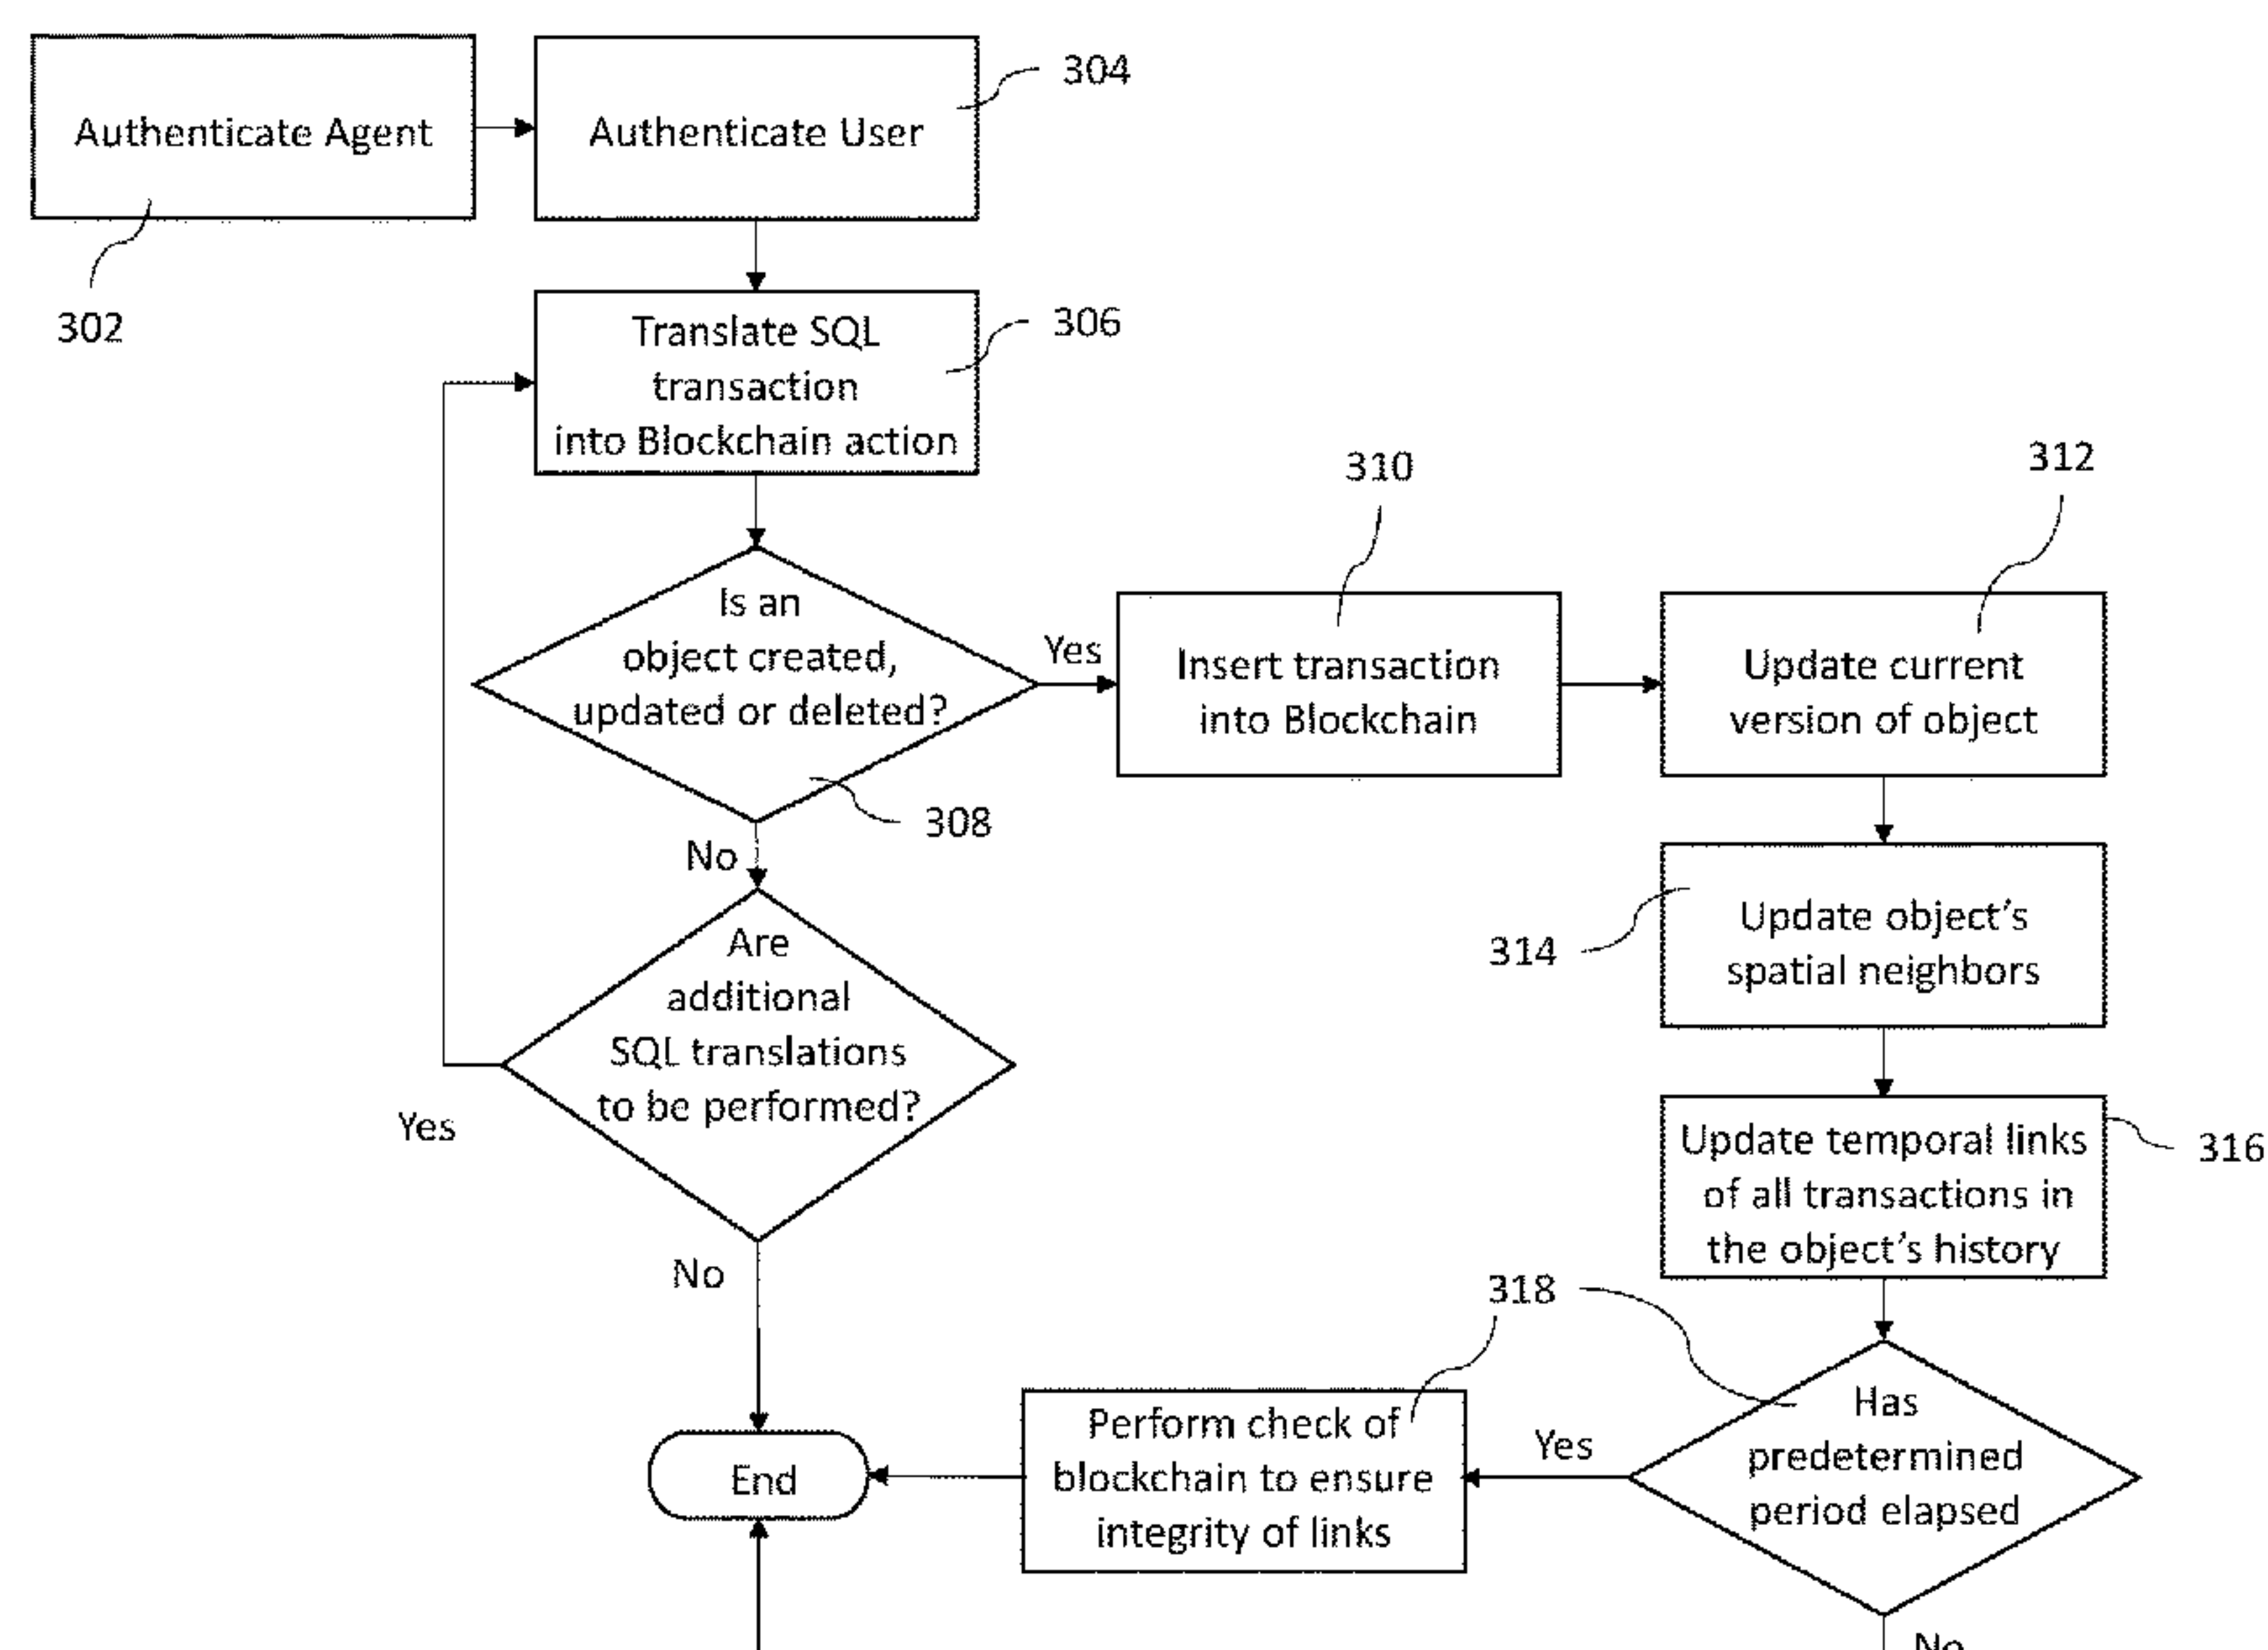 Authenticate Agent
302
Authenticate User
304
Translate SQL
transaction
into Blockchain action
306
Is an
object created,
updated or deleted?
308
Yes
310
Insert transaction
into Blockchain
312
Update current
version of object
No
Are
additional
SQL translations
to be performed?
Yes
No
314
Update object's
spatial neighbors
Update temporal links
of all transactions in
the object's history
316
318
Has
predetermined
period elapsed
Yes
Perform check of
blockchain to ensure
integrity of links
End
No